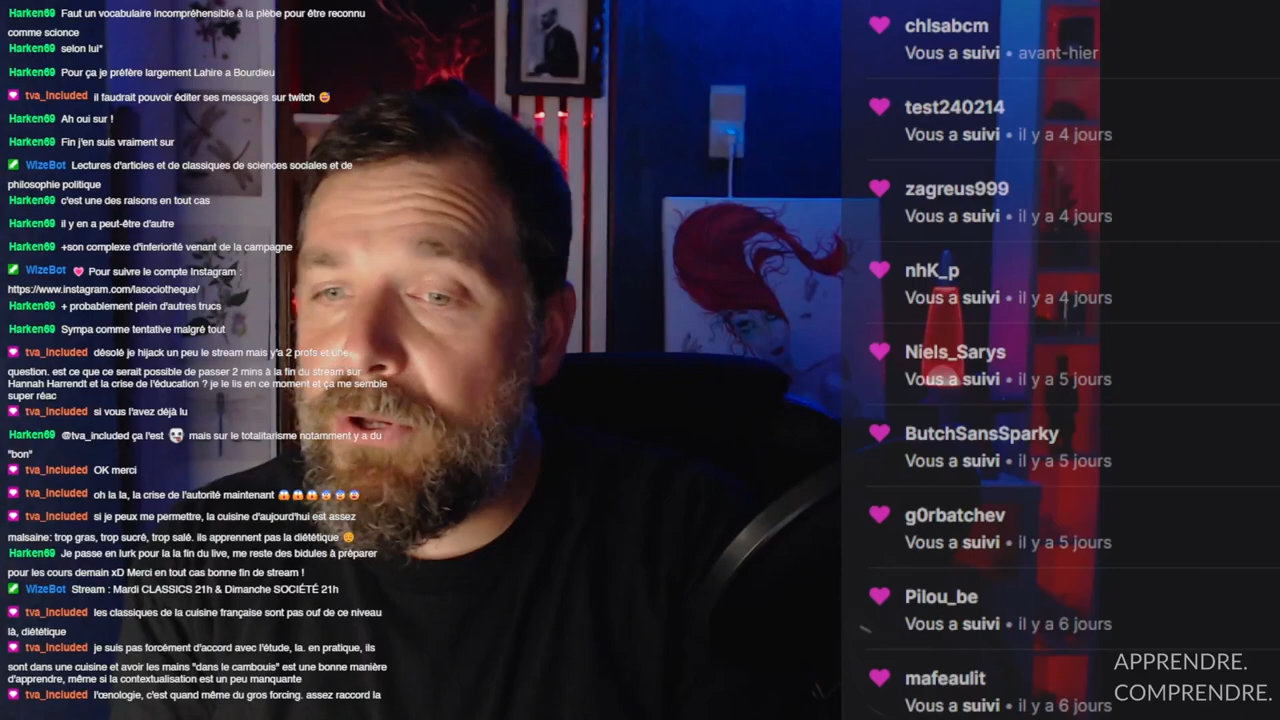 Harken69 Faut un vocabulaire incompréhensible à la plèbe pour être reconnu
comme scionce
Harken69 selon lui"
Harken69 Pour ça je préfère largement Lahire a Bourdieu
tva_Included il faudrait pouvoir éditer ses messages sur twitch 😅
Harken69 Ah oui sur !
Harken69 Fin j'en suis vraiment sur
WizeBot Lectures d'articles et de classiques de sciences sociales et de
philosophie politique
Harken69 c'est une des raisons en tout cas
Harken69 il y en a peut-être d'autre
Harken69 +son complexe d'inferiorité venant de la campagne
WizeBot 💗 Pour suivre le compte Instagram :
https://www.instagram.com/lasociotheque/
Harken69 + probablement plein d'autres trucs
Harken69 Sympa comme tentative malgré tout
tva_Included désolé je hijack un peu le stream mais y'a 2 profs et une
question. est ce que ce serait possible de passer 2 mins à la fin du stream sur
Hannah Harrendt et la crise de l'éducation ? je le lis en ce moment et ça me semble
super réac
tva_Included si vous l'avez déjà lu
Harken69 @tva_included ça l'est mais sur le totalitarisme notamment y a du
"bon"
tva_Included OK merci
tva_Included oh la la, la crise de l'autorité maintenant 😱😱😱😨😨😨
tva_Included si je peux me permettre, la cuisine d'aujourd'hui est assez
malsaine: trop gras, trop sucré, trop salé. ils apprennent pas la diététique
Harken69 Je passe en lurk pour la la fin du live, me reste des bidules à préparer
pour les cours demain xD Merci en tout cas bonne fin de stream !
WizeBot Stream : Mardi CLASSICS 21h & Dimanche SOCIÉTÉ 21h
tva_Included les classiques de la cuisine française sont pas ouf de ce niveau
là, diététique
tva_Included je suis pas forcément d'accord avec l'étude, la. en pratique, ils
sont dans une cuisine et avoir les mains "dans le cambouis" est une bonne manière
d'apprendre, même si la contextualisation est un peu manquante
tva_Included l'œnologie, c'est quand même du gros forcing. assez raccord la
chlsabcm
Vous a suivi • avant-hier
test240214
Vous a suivi • il y a 4 jours
zagreus999
Vous a suivi • il y a 4 jours
nhK_p
Vous a suivi • il y a 4 jours
Niels_Sarys
Vous a suivi • il y a 5 jours
ButchSansSparky
Vous a suivi • il y a 5 jours
g0rbatchev
Vous a suivi • il y a 5 jours
Pilou_be
Vous a suivi • il y a 6 jours
mafeaulit
Vous a suivi • il y a 6 jours
APPRENDRE.
COMPRENDRE.